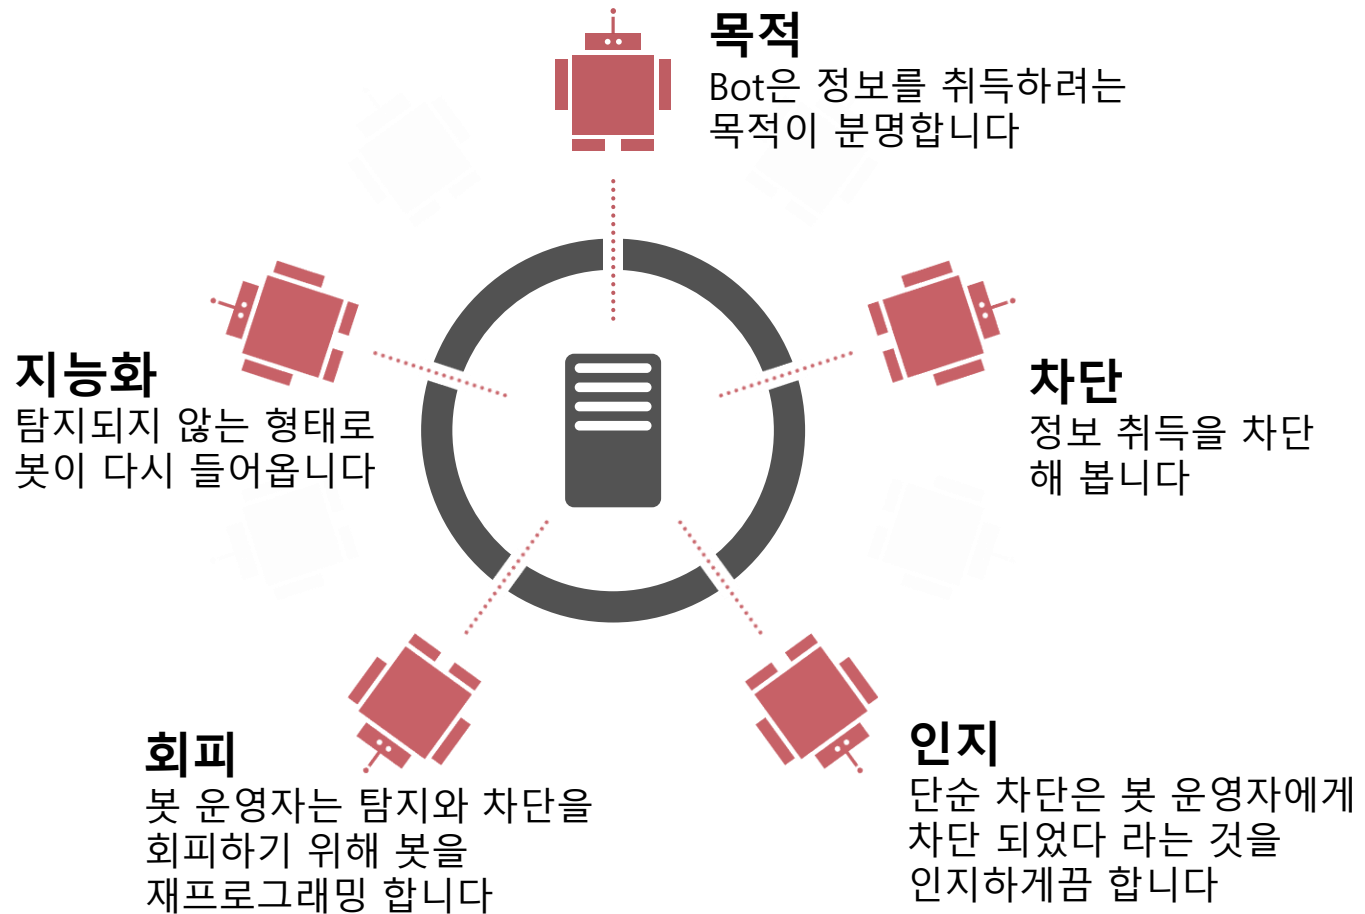 목적
Bot은 정보를 취득하려는
목적이 분명합니다
차단
정보 취득을 차단
해 봅니다
인지
단순 차단은 봇 운영자에게
차단 되었다 라는 것을
인지하게끔 합니다
회피
봇 운영자는 탐지와 차단을
회피하기 위해 봇을
재프로그래밍 합니다
지능화
탐지되지 않는 형태로
봇이 다시 들어옵니다